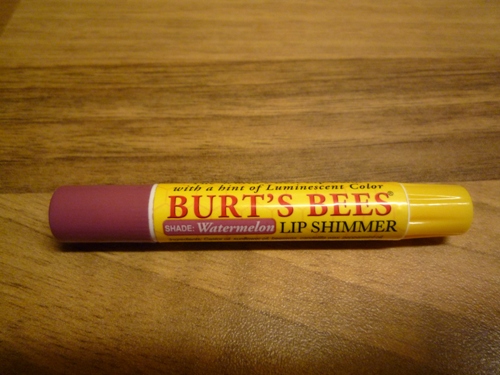 with a hint of Luminescent Color
BURT'S BEES®
SHADE: Watermelon LIP SHIMMER